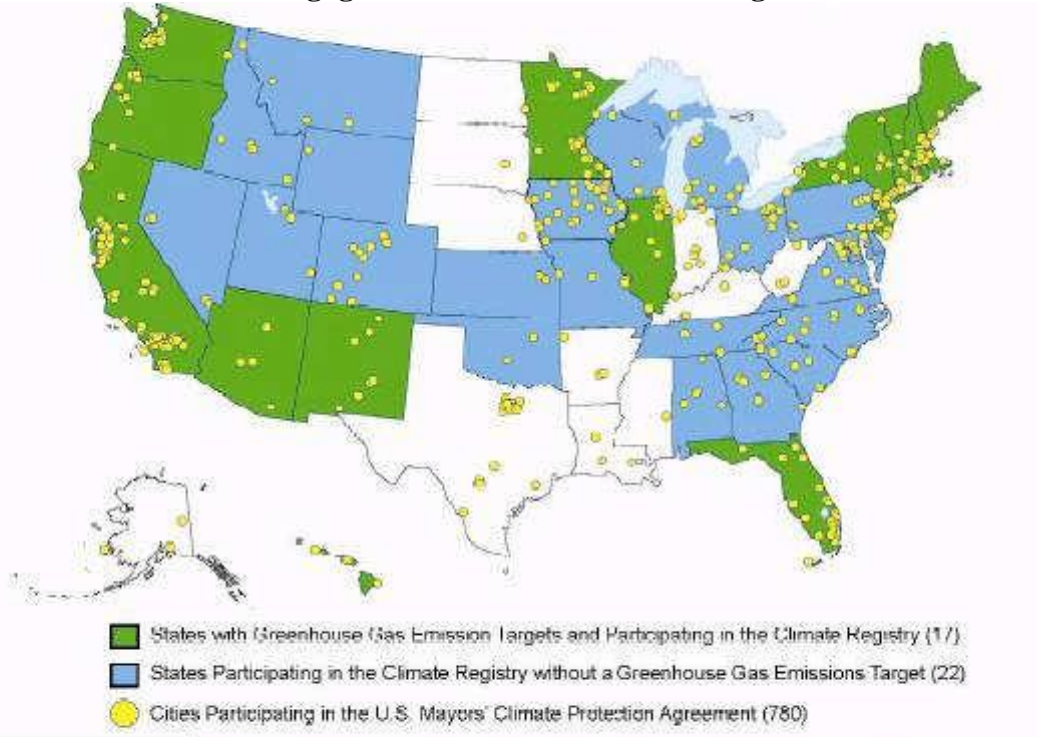 States with Greenhouse Gas Emission Targets and Participating in the Climate Registry (17)
States Participating in the Climate Registry without a Greenhouse Gas Emissions Target (22)
Cities Participating in the U.S. Mayors' Climate Protection Agreement (780)